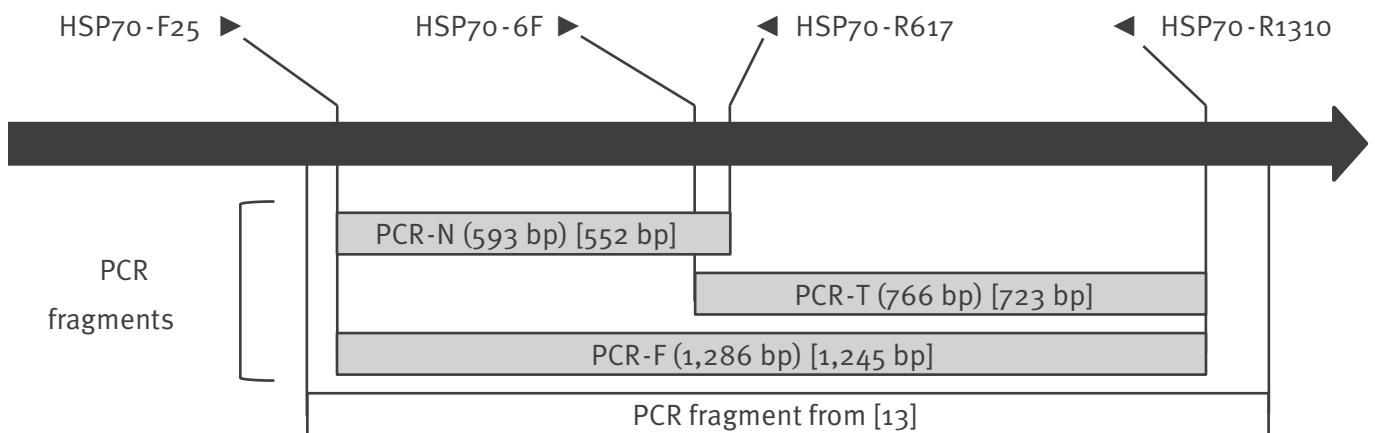 HSP70-F25 ► HSP70-6F ► ◄ HSP70-R617 ◄ HSP70-R1310
PCR-N (593 bp) [552 bp]
PCR
fragments
PCR-T (766 bp) [723 bp]
PCR-F (1,286 bp) [1,245 bp]
PCR fragment from [13]